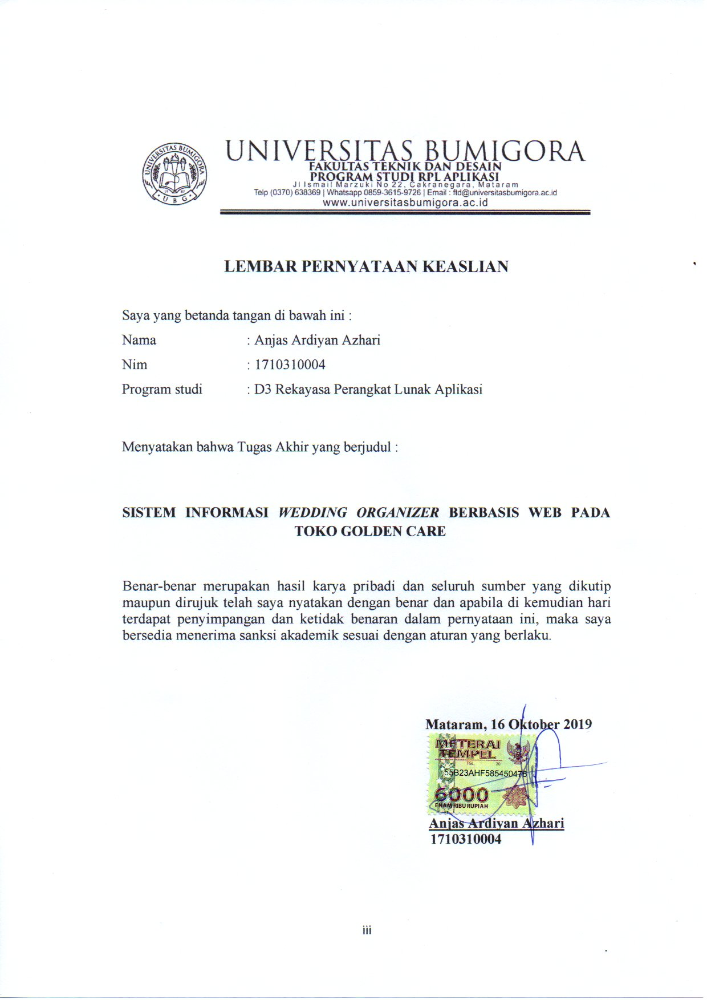 UNIVERSITAS BUMIGORA
UBG
UNIVERSITAS BUMIGORA
FAKULTAS TEKNIK DAN DESAIN
PROGRAM STUDI RPL APLIKASI
Jl Ismail Marzuki No 22, Cakranegara, Mataram
Telp (0370) 638369 | Whatsapp 0859-3615-9726 | Email : ftd@universitasbumigora.ac.id
www.universitasbumigora.ac.id
LEMBAR PERNYATAAN KEASLIAN
Saya yang betanda tangan di bawah ini :
Nama : Anjas Ardiyan Azhari
Nim : 1710310004
Program studi : D3 Rekayasa Perangkat Lunak Aplikasi
Menyatakan bahwa Tugas Akhir yang berjudul :
SISTEM INFORMASI WEDDING ORGANIZER BERBASIS WEB PADA
TOKO GOLDEN CARE
Benar-benar merupakan hasil karya pribadi dan seluruh sumber yang dikutip
maupun dirujuk telah saya nyatakan dengan benar dan apabila di kemudian hari
terdapat penyimpangan dan ketidak benaran dalam pernyataan ini, maka saya
bersedia menerima sanksi akademik sesuai dengan aturan yang berlaku.
Mataram, 16 Oktober 2019
METERAI
TEMPEL
TGL. 20
55B23AHF585450476
6000
ENAM RIBU RUPIAH
Anjas Ardiyan Azhari
1710310004
iii